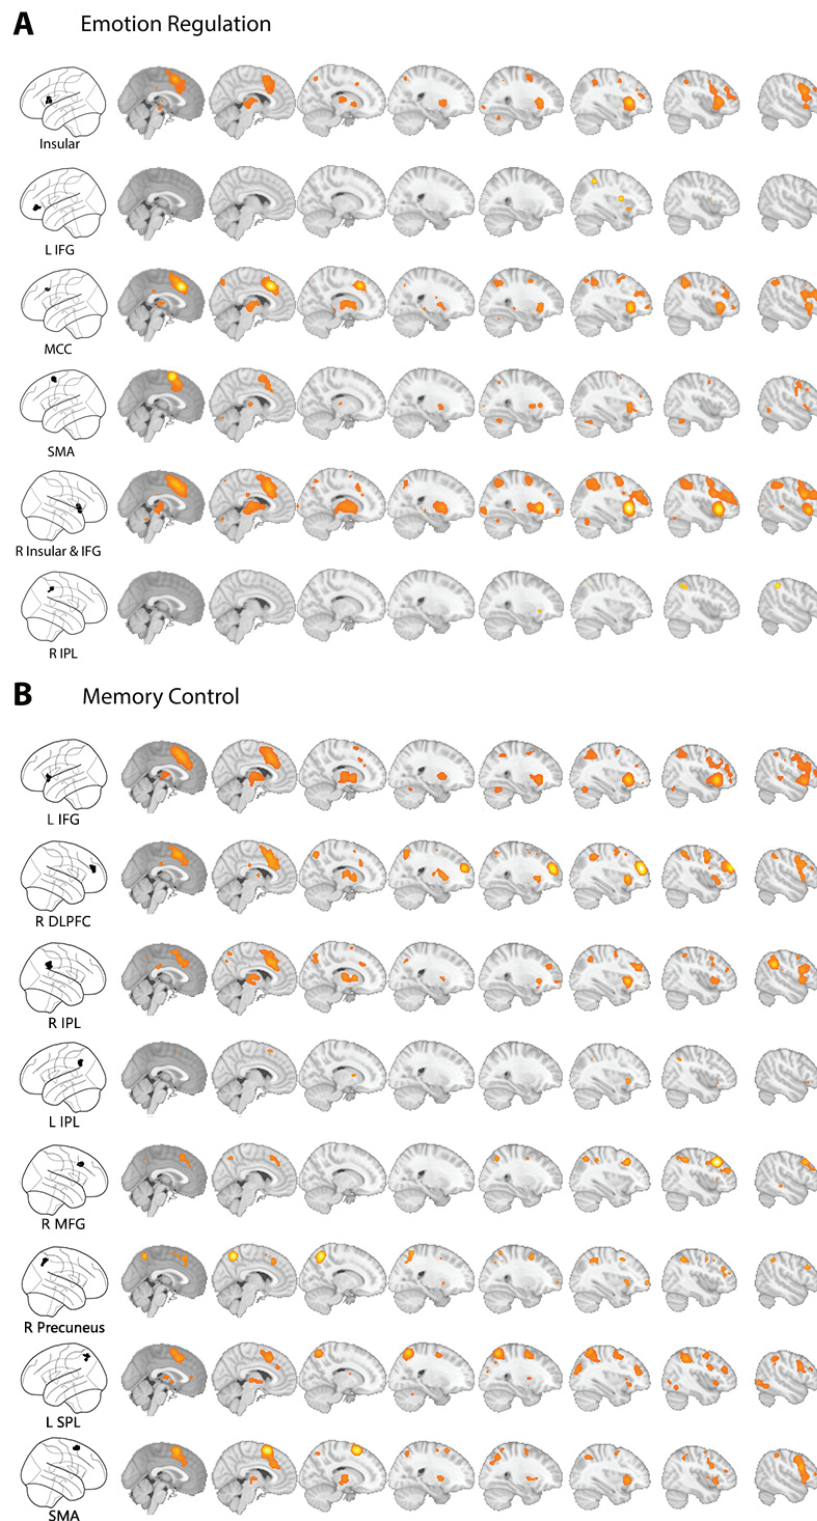 A Emotion Regulation
Insular
L IFG
MCC
SMA
R Insular & IFG
R IPL
B Memory Control
L IFG
R DLPFC
R IPL
L IPL
R MFG
R Precuneus
L SPL
SMA